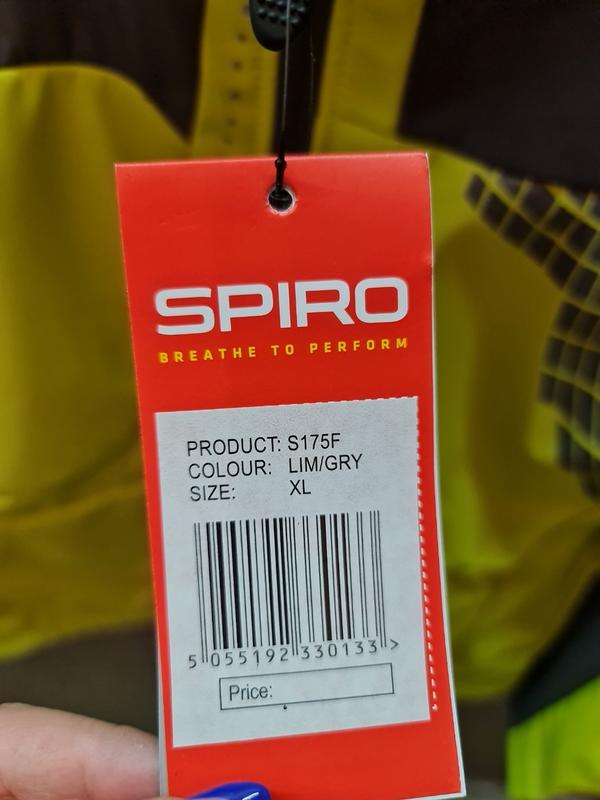 SPIRO
BREATHE TO PERFORM
PRODUCT: S175F
COLOUR: LIM/GRY
SIZE: XL
5 055192 330133 >
Price: